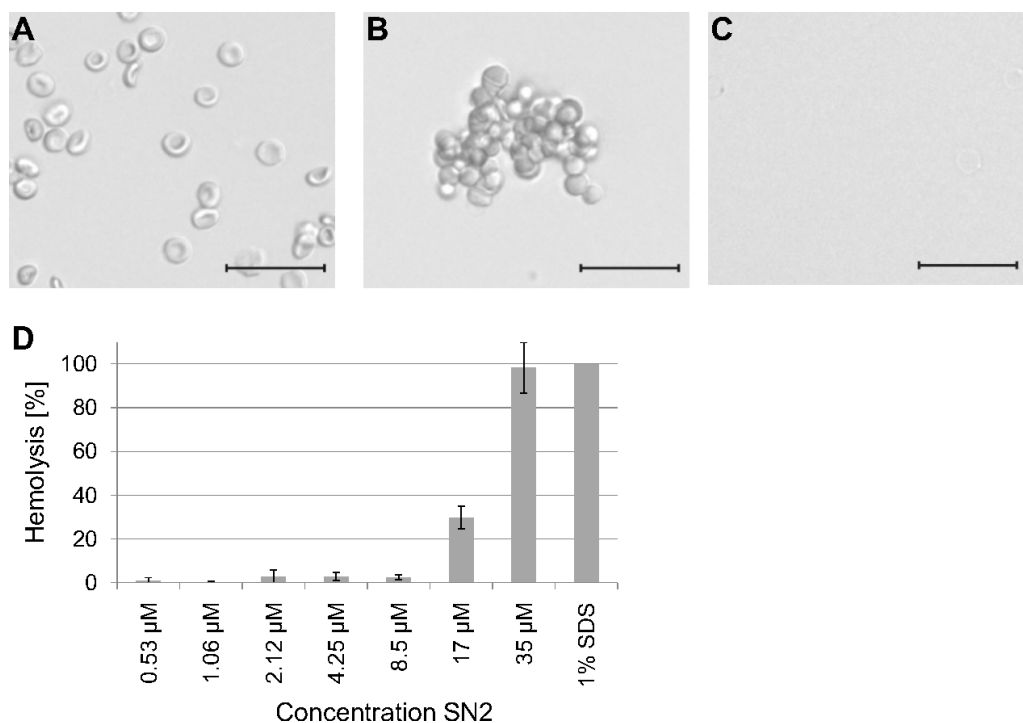 A
B
C
D
Hemolysis [%]
100
80
60
40
20
0
0.53 µM
1.06 µM
2.12 µM
4.25 µM
8.5 µM
17 µM
35 µM
1% SDS
Concentration SN2